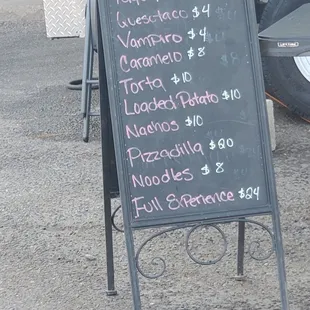 Quesotaco $4
Vampiro $4
Caramelo $8
Torta $10
Loaded Potato $10
Nachos $10
Pizzadilla $20
Noodles $8
Full Experience $24